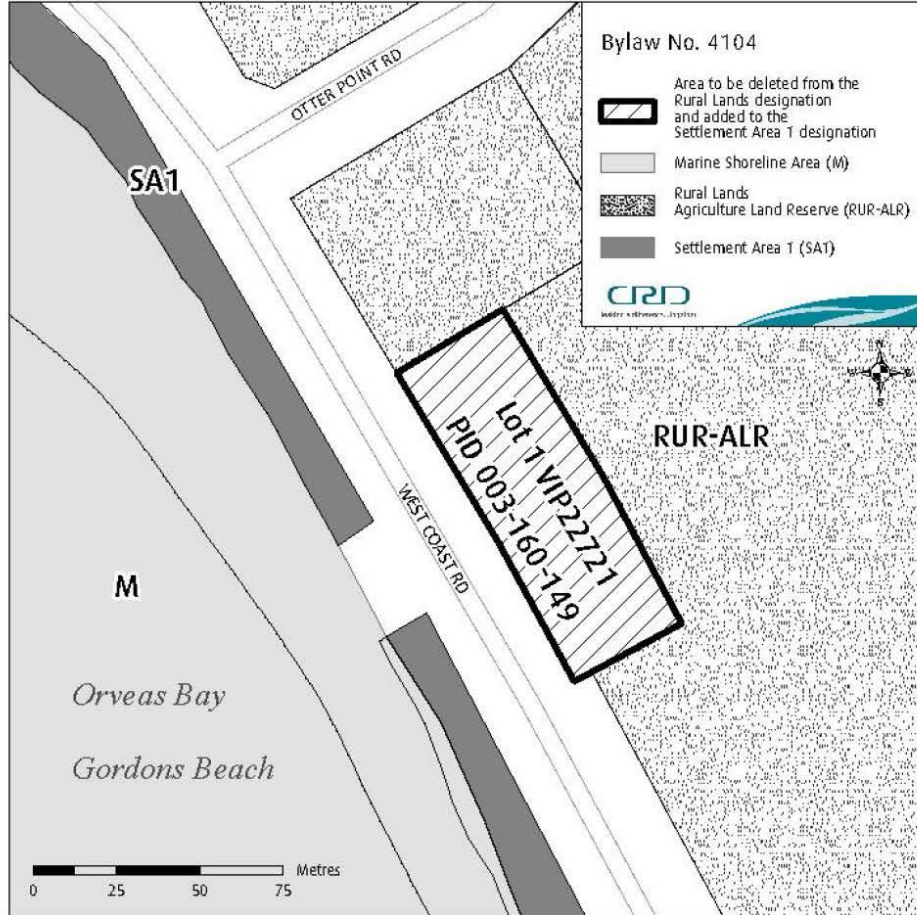 Bylaw No. 4104
Area to be deleted from the
Rural Lands designation
and added to the
Settlement Area 1 designation
Marine Shoreline Area (M)
Rural Lands
Agriculture Land Reserve (RUR-ALR)
Settlement Area 1 (SA1)
CRD
N
W
E
S
OTTER POINT RD
SA1
RUR-ALR
Lot 1 VIP22721
PID 003-160-149
WEST COAST RD
M
Orveas Bay
Gordons Beach
Metres
0 25 50 75